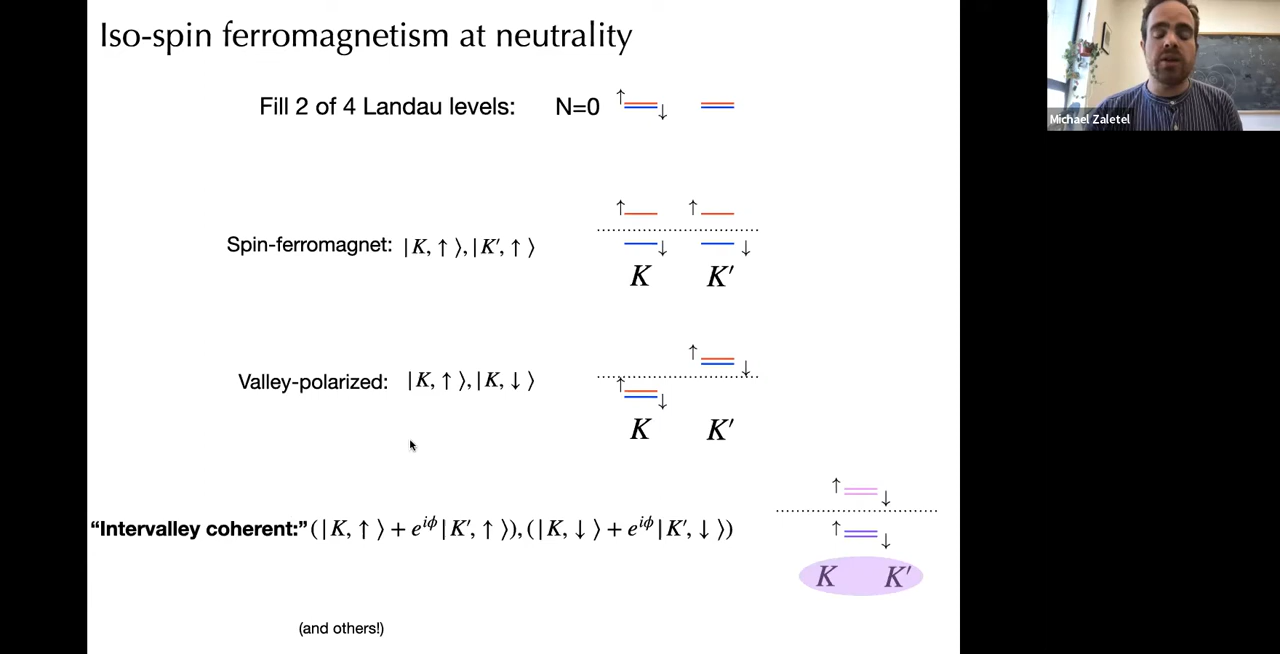 Iso-spin ferromagnetism at neutrality
Michael Zaletel
Fill 2 of 4 Landau levels: N=0 ↑ ↓
↑ ↑
Spin-ferromagnet: |K, ↑⟩, |K′, ↑⟩ ↓ ↓
K K′
↑ ↓
Valley-polarized: |K, ↑⟩, |K, ↓⟩ ↑ ↓
K K′
↑ ↓
“Intervalley coherent:” (|K, ↑⟩ + e^{iϕ}|K′, ↑⟩), (|K, ↓⟩ + e^{iϕ}|K′, ↓⟩) ↑ ↓
K K′
(and others!)